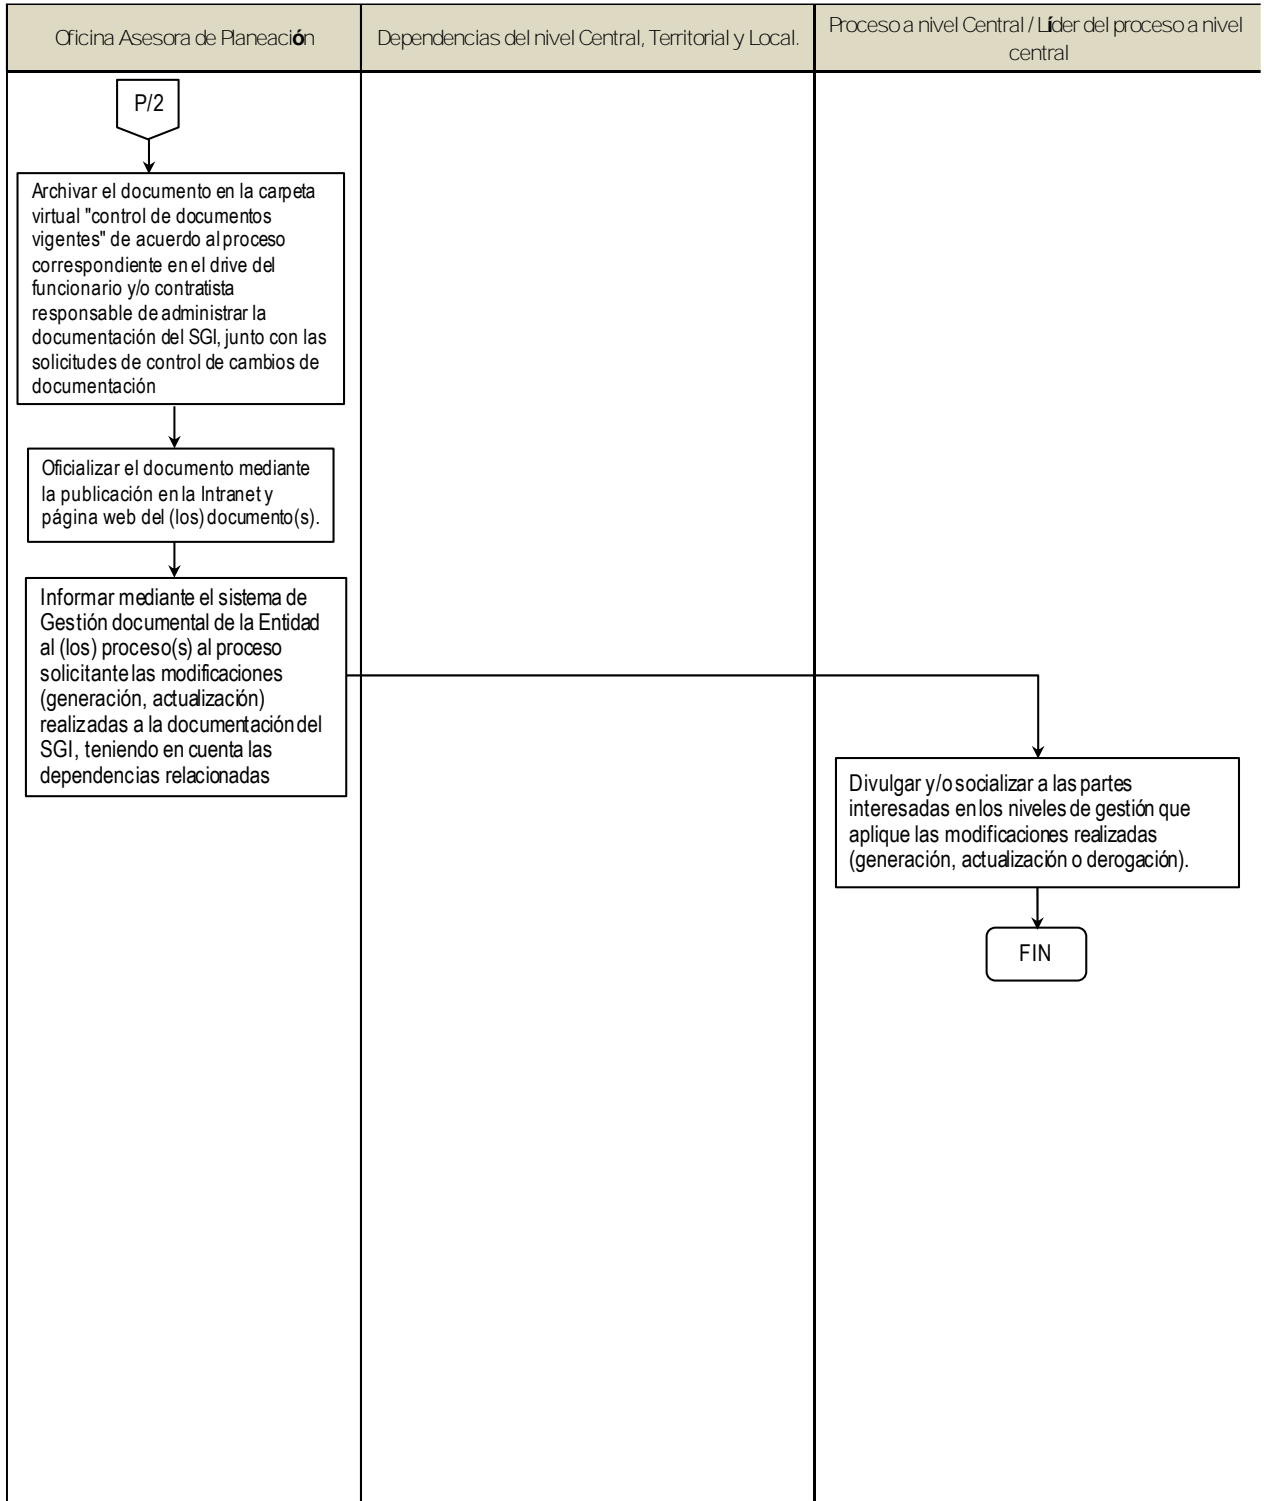 Oficina Asesora de Planeación
Dependencias del nivel Central, Territorial y Local.
Proceso a nivel Central / Líder del proceso a nivel
central
P/2
Archivar el documento en la carpeta
virtual "control de documentos
vigentes" de acuerdo al proceso
correspondiente en el drive del
funcionario y/o contratista
responsable de administrar la
documentación del SGI, junto con las
solicitudes de control de cambios de
documentación
Oficializar el documento mediante
la publicación en la Intranet y
página web del (los) documento(s).
Informar mediante el sistema de
Gestión documental de la Entidad
al (los) proceso(s) al proceso
solicitante las modificaciones
(generación, actualización)
realizadas a la documentación del
SGI, teniendo en cuenta las
dependencias relacionadas
Divulgar y/o socializar a las partes
interesadas en los niveles de gestión que
aplique las modificaciones realizadas
(generación, actualización o derogación).
FIN